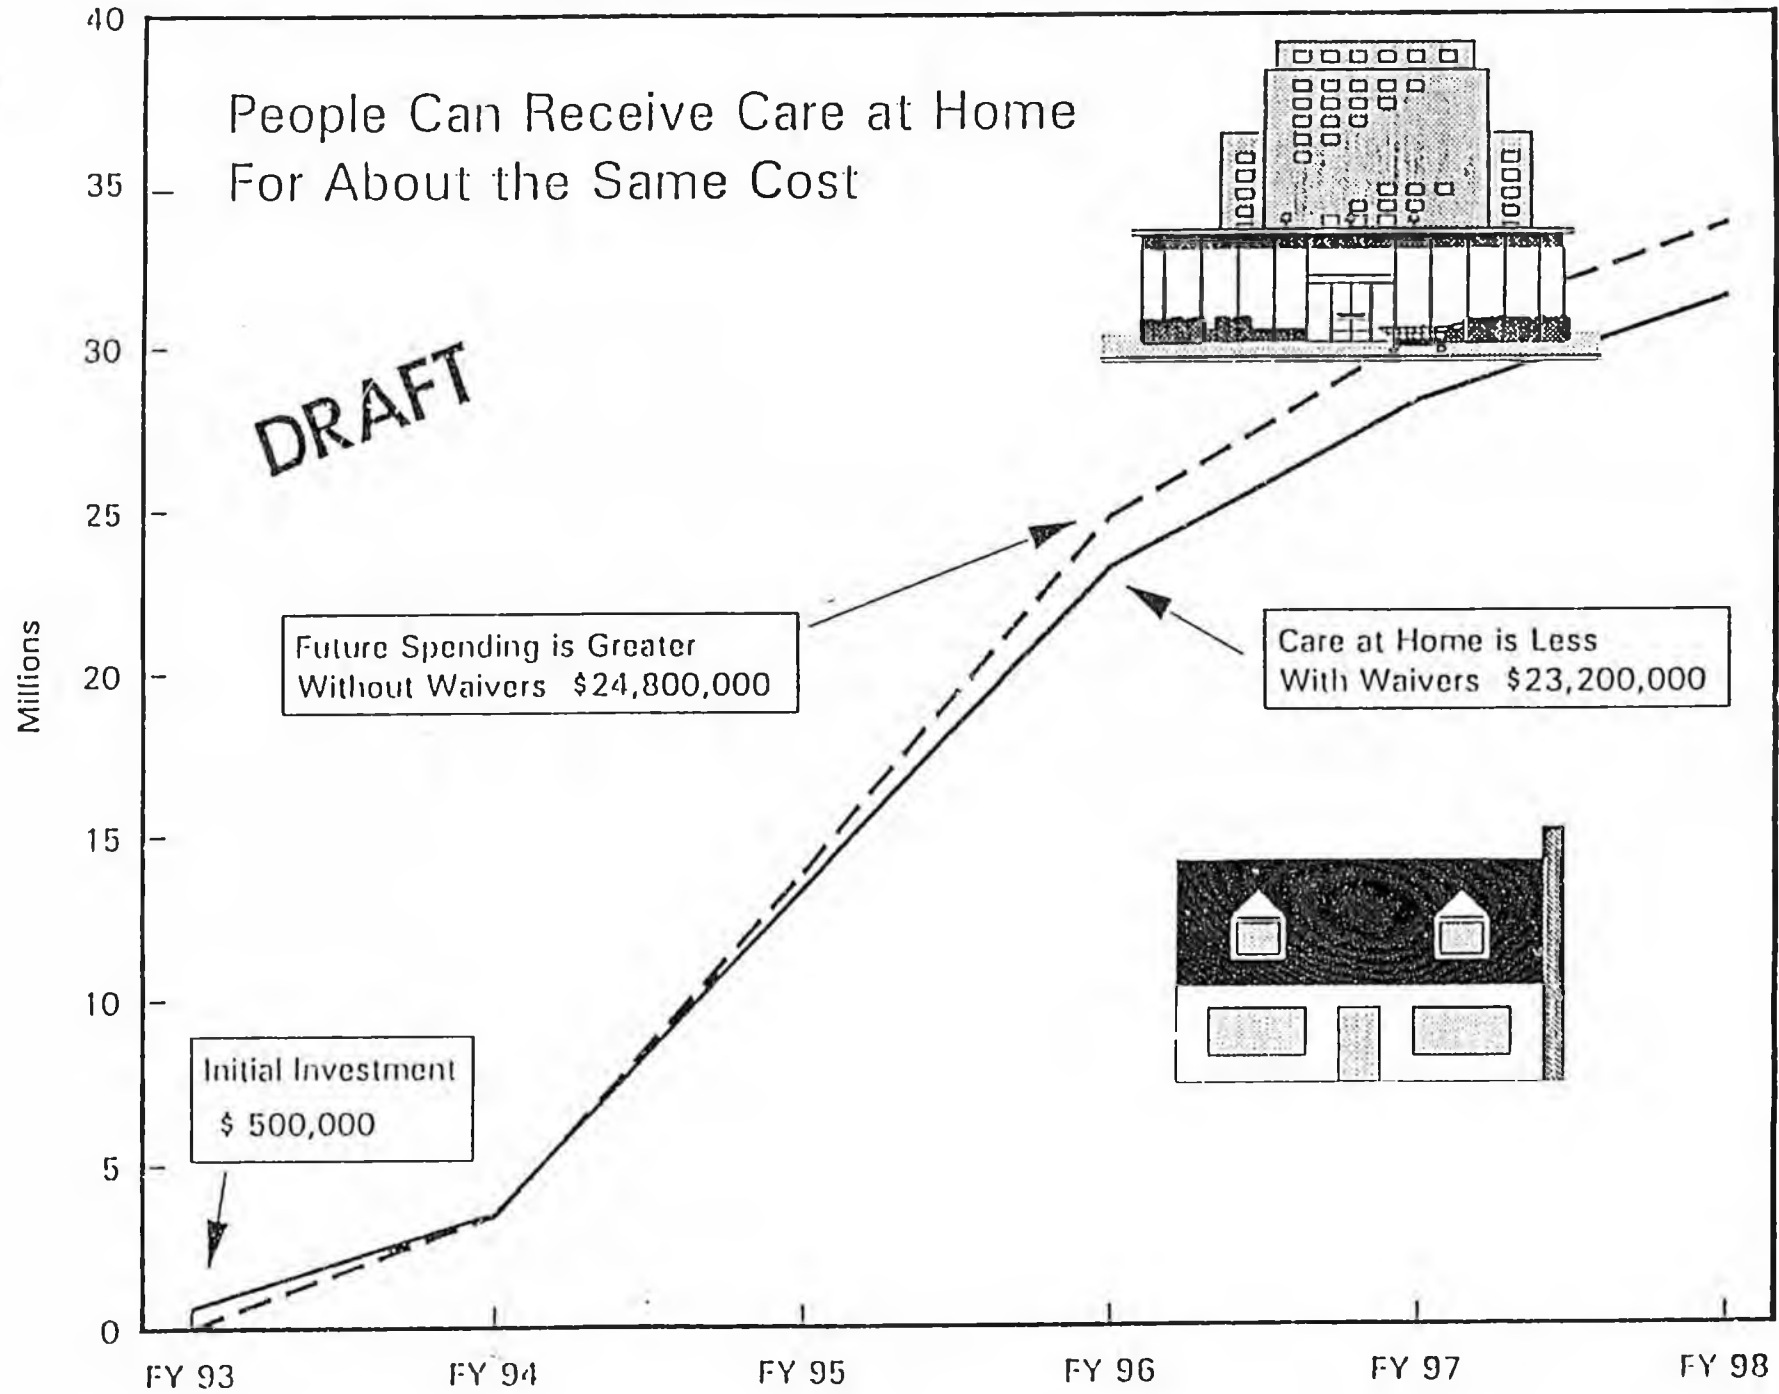 People Can Receive Care at Home
For About the Same Cost
DRAFT
Millions
40
35
30
25
20
15
10
5
0
Future Spending is Greater
Without Waivers $24,800,000
Care at Home is Less
With Waivers $23,200,000
Initial Investment
$ 500,000
FY 93
FY 94
FY 95
FY 96
FY 97
FY 98